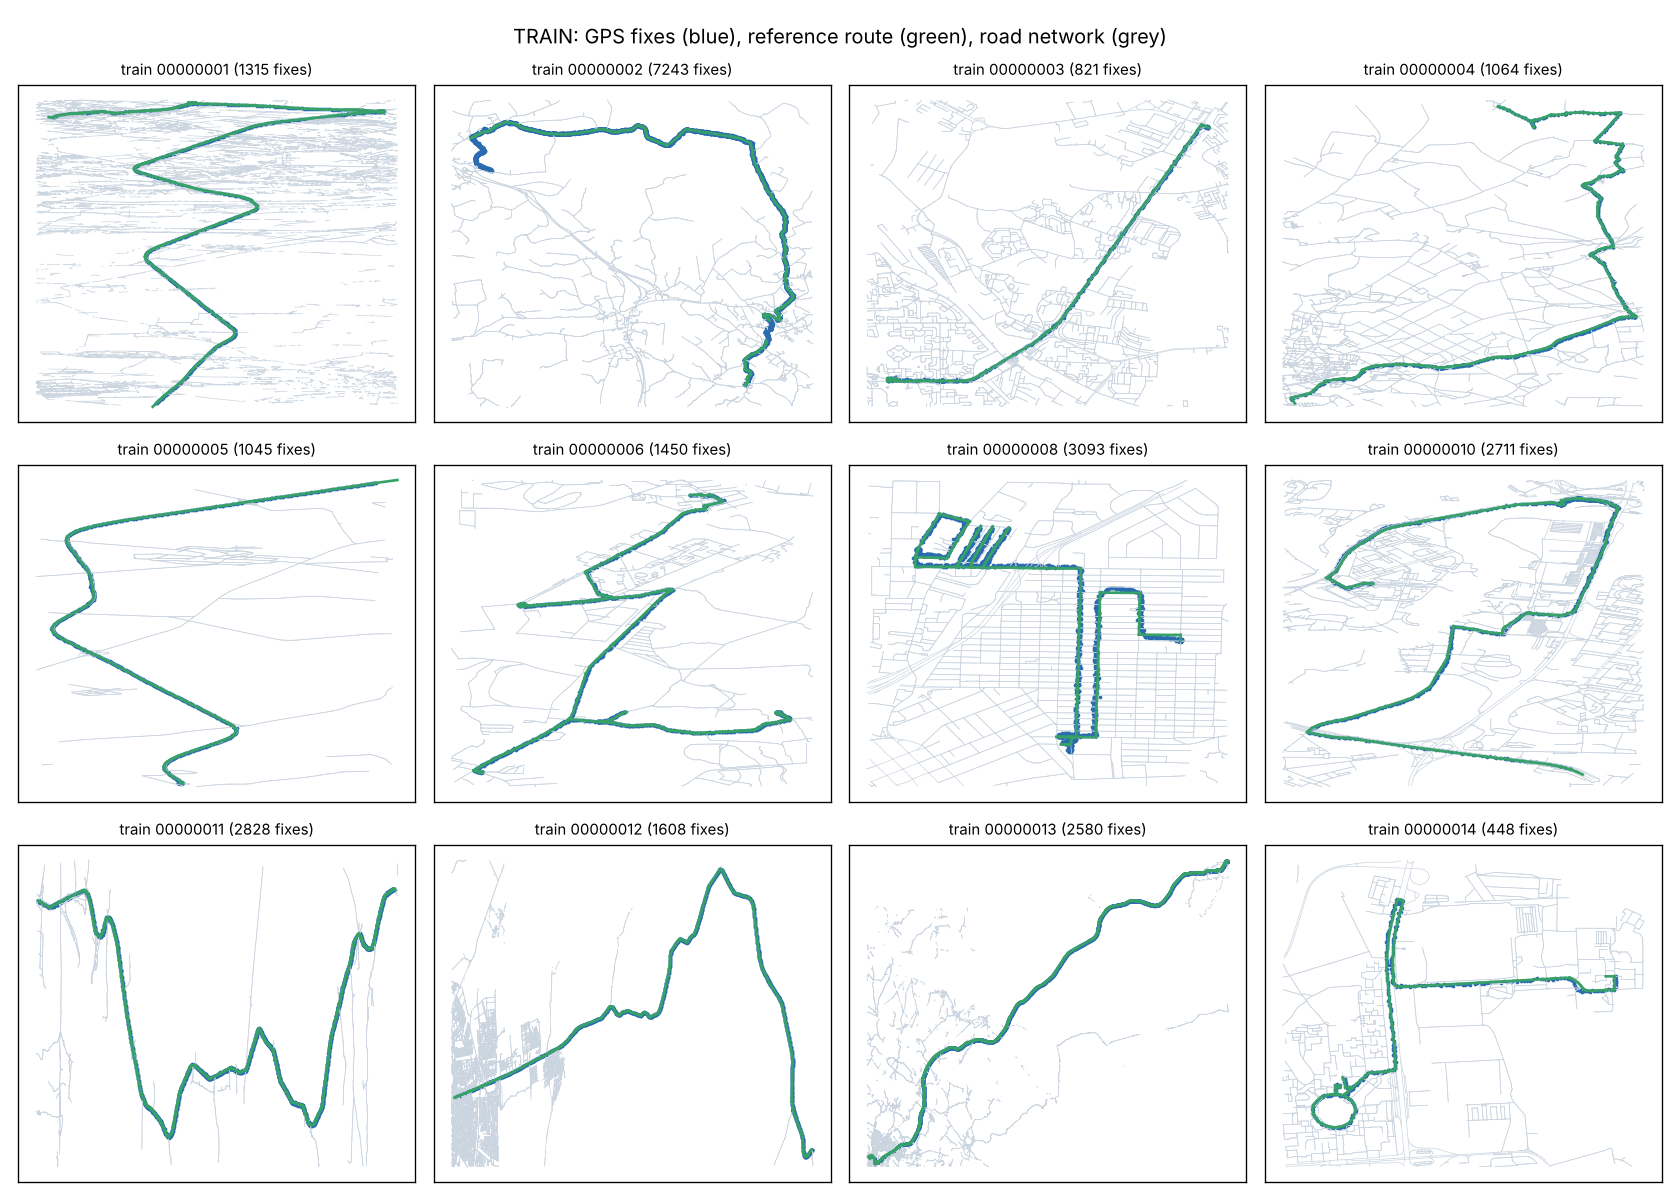 TRAIN: GPS fixes (blue), reference route (green), road network (grey)
train 00000001 (1315 fixes)
train 00000002 (7243 fixes)
train 00000003 (821 fixes)
train 00000004 (1064 fixes)
train 00000005 (1045 fixes)
train 00000006 (1450 fixes)
train 00000008 (3093 fixes)
train 00000010 (2711 fixes)
train 00000011 (2828 fixes)
train 00000012 (1608 fixes)
train 00000013 (2580 fixes)
train 00000014 (448 fixes)